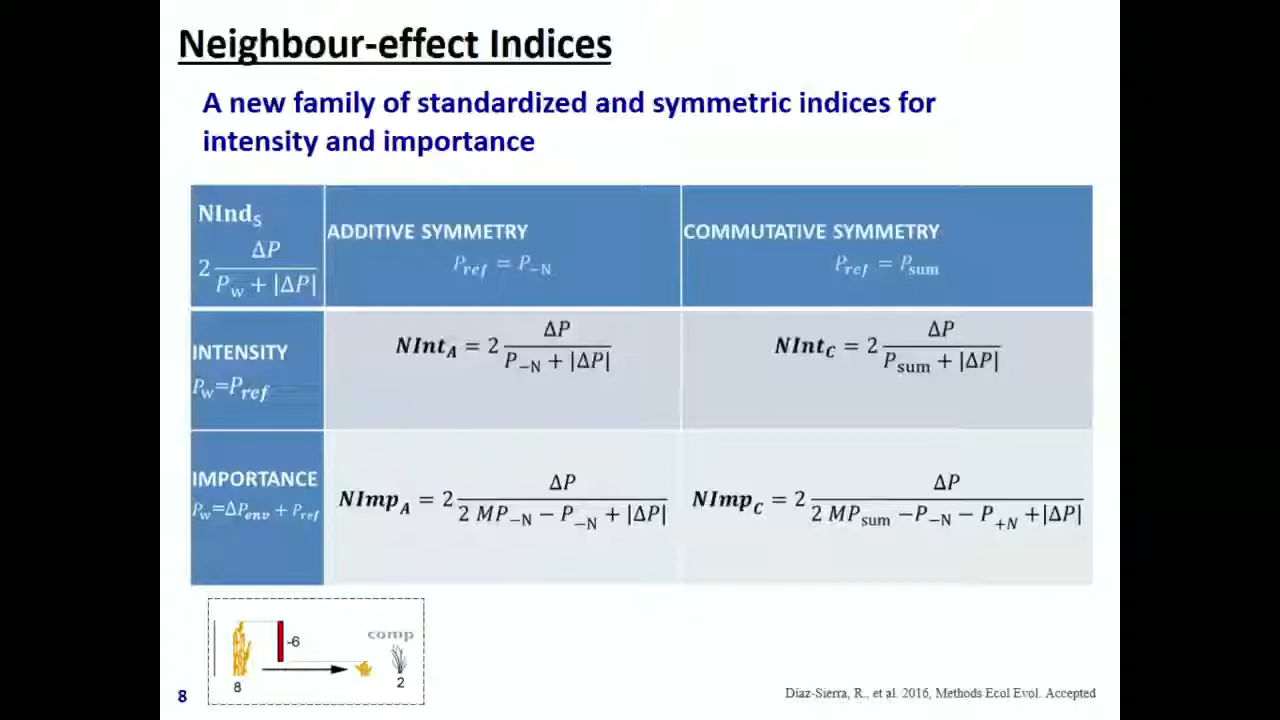 Neighbour-effect Indices
A new family of standardized and symmetric indices for
intensity and importance
NInd_S
2 ΔP / (P_w + |ΔP|)
ADDITIVE SYMMETRY
P_ref = P_−N
COMMUTATIVE SYMMETRY
P_ref = P_sum
INTENSITY
P_w=P_ref
NInt_A = 2 ΔP / (P_−N + |ΔP|)
NInt_C = 2 ΔP / (P_sum + |ΔP|)
IMPORTANCE
P_w=ΔP_env + P_ref
NImp_A = 2 ΔP / (2 MP_−N − P_−N + |ΔP|)
NImp_C = 2 ΔP / (2 MP_sum −P_−N − P_+N +|ΔP|)
-6
comp
8
2
8
Díaz-Sierra, R., et al. 2016, Methods Ecol Evol. Accepted